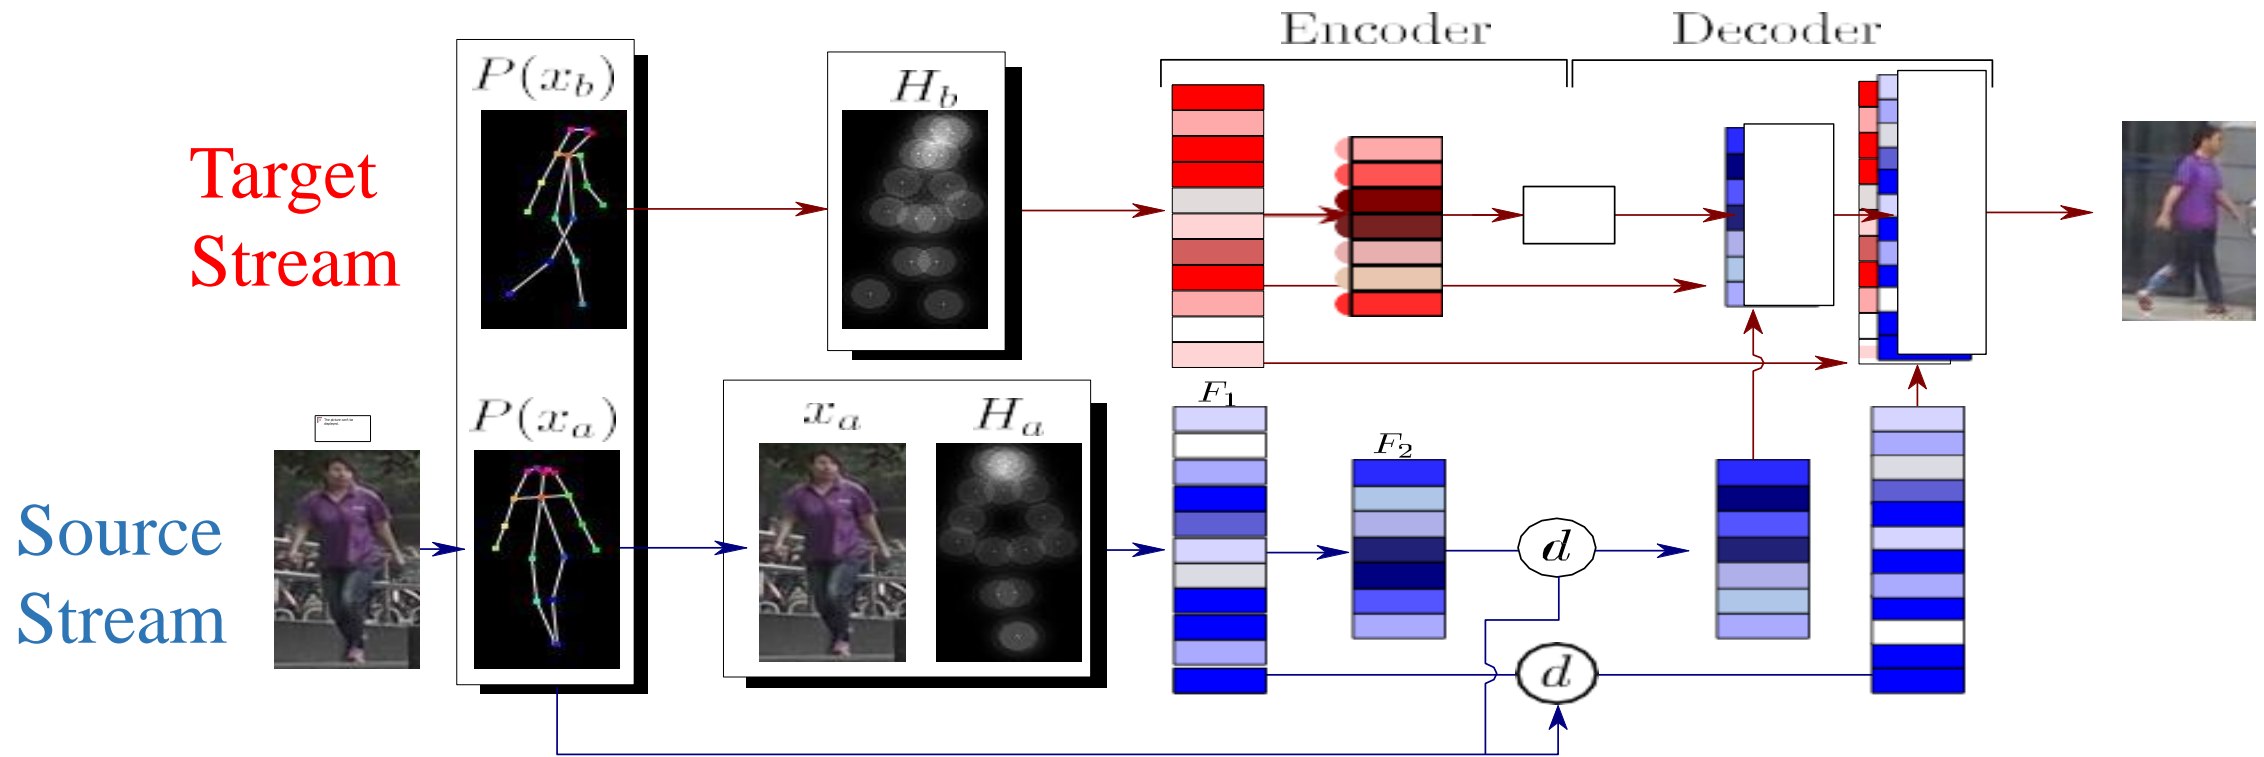 Encoder Decoder
P(x_b)
H_b
Target
Stream
F_1
P(x_a)
x_a H_a
F_2
Source
Stream
d
d